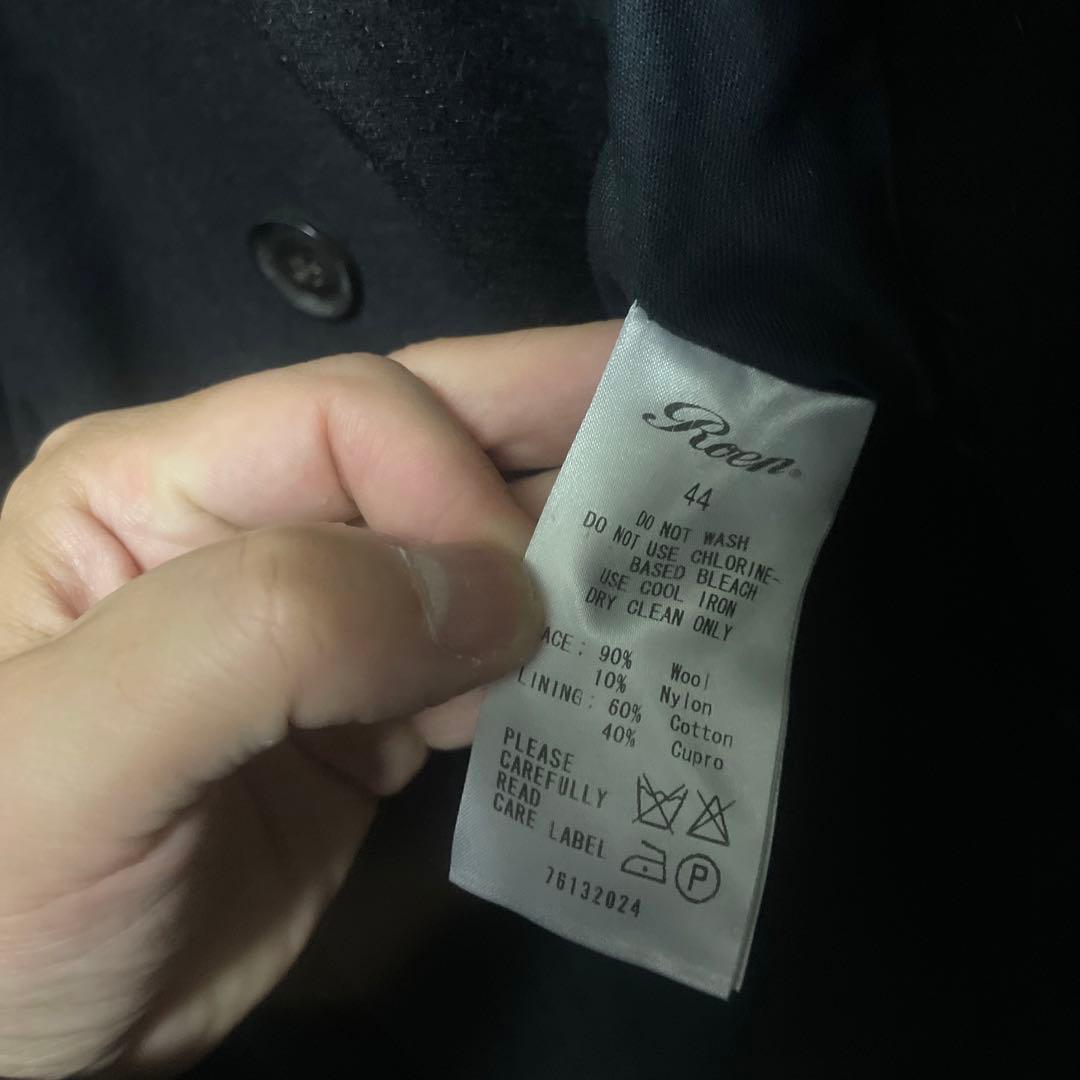 Roen®
44
DO NOT WASH
DO NOT USE CHLORINE-
BASED BLEACH
USE COOL IRON
DRY CLEAN ONLY
ACE: 90% Wool
10% Nylon
LINING: 60% Cotton
40% Cupro
PLEASE
CAREFULLY
READ
CARE LABEL
P
76132024